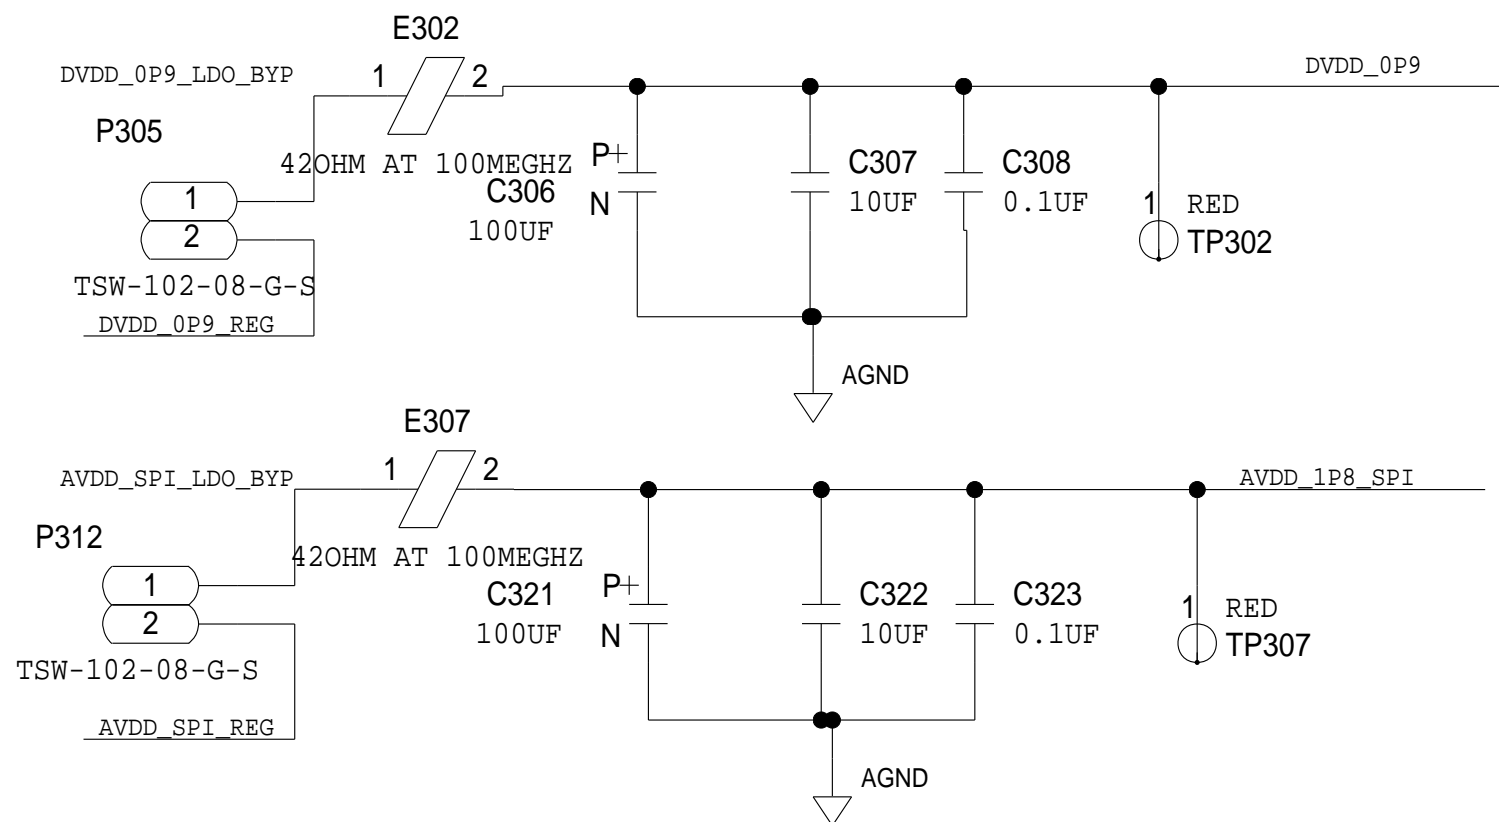 E302
DVDD_0P9_LDO_BYP
1
2
DVDD_0P9
P305
42OHM AT 100MEGHZ
P+
C306
N
100UF
C307
10UF
C308
0.1UF
1
RED
TP302
1
2
TSW-102-08-G-S
DVDD_0P9_REG
AGND
E307
AVDD_SPI_LDO_BYP
1
2
AVDD_1P8_SPI
P312
42OHM AT 100MEGHZ
P+
C321
N
100UF
C322
10UF
C323
0.1UF
1
RED
TP307
1
2
TSW-102-08-G-S
AVDD_SPI_REG
AGND